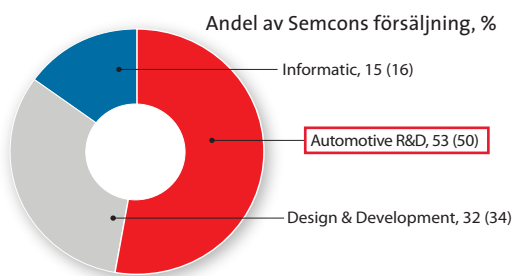 Andel av Semcons försäljning, %
Informatic, 15 (16)
Automotive R&D, 53 (50)
Design & Development, 32 (34)